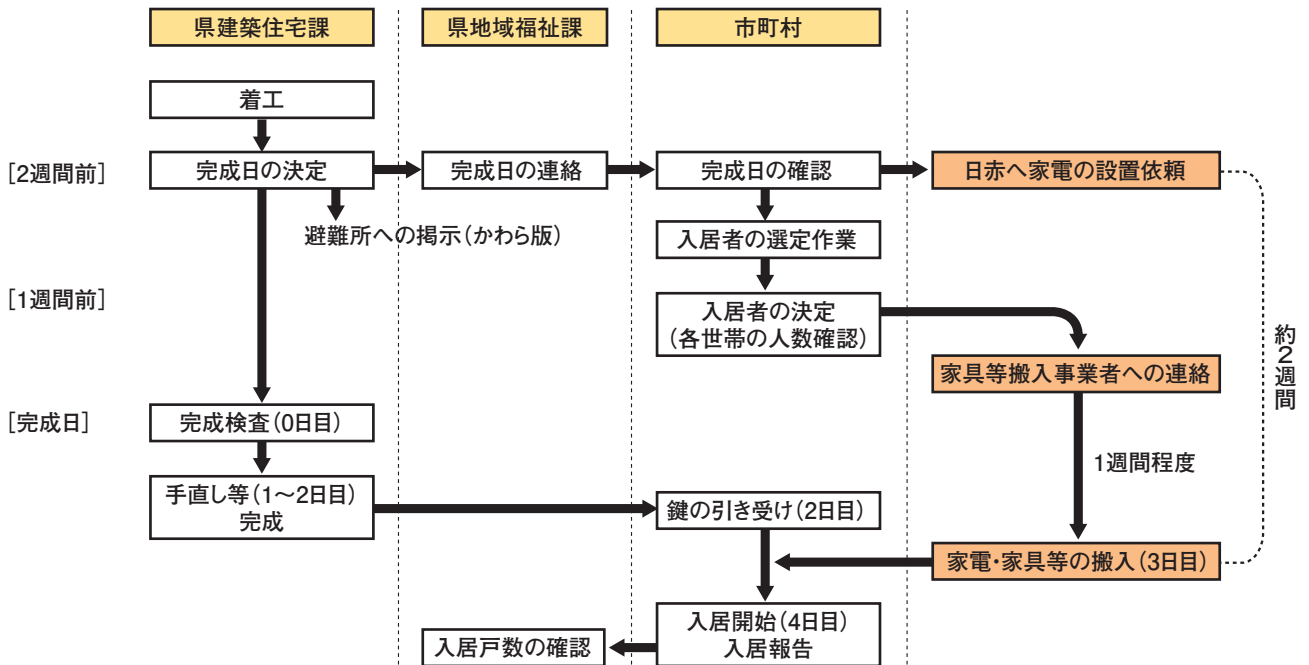 県建築住宅課
県地域福祉課
市町村
着工
[2週間前]
完成日の決定
完成日の連絡
完成日の確認
日赤へ家電の設置依頼
避難所への掲示(かわら版)
入居者の選定作業
[1週間前]
入居者の決定
(各世帯の人数確認)
約2週間
家具等搬入事業者への連絡
[完成日]
完成検査(0日目)
1週間程度
手直し等(1~2日目)
完成
鍵の引き受け(2日目)
家電・家具等の搬入(3日目)
入居開始(4日目)
入居報告
入居戸数の確認